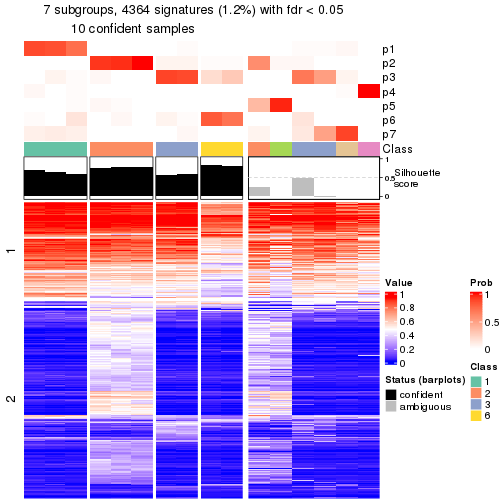 7 subgroups, 4364 signatures (1.2%) with fdr < 0.05
10 confident samples
p1
p2
p3
p4
p5
p6
p7
Class
1
0.5
0
Silhouette
score
1
2
Value
1
0.8
0.6
0.4
0.2
0
Prob
1
0.5
0
Status (barplots)
confident
ambiguous
Class
1
2
3
6